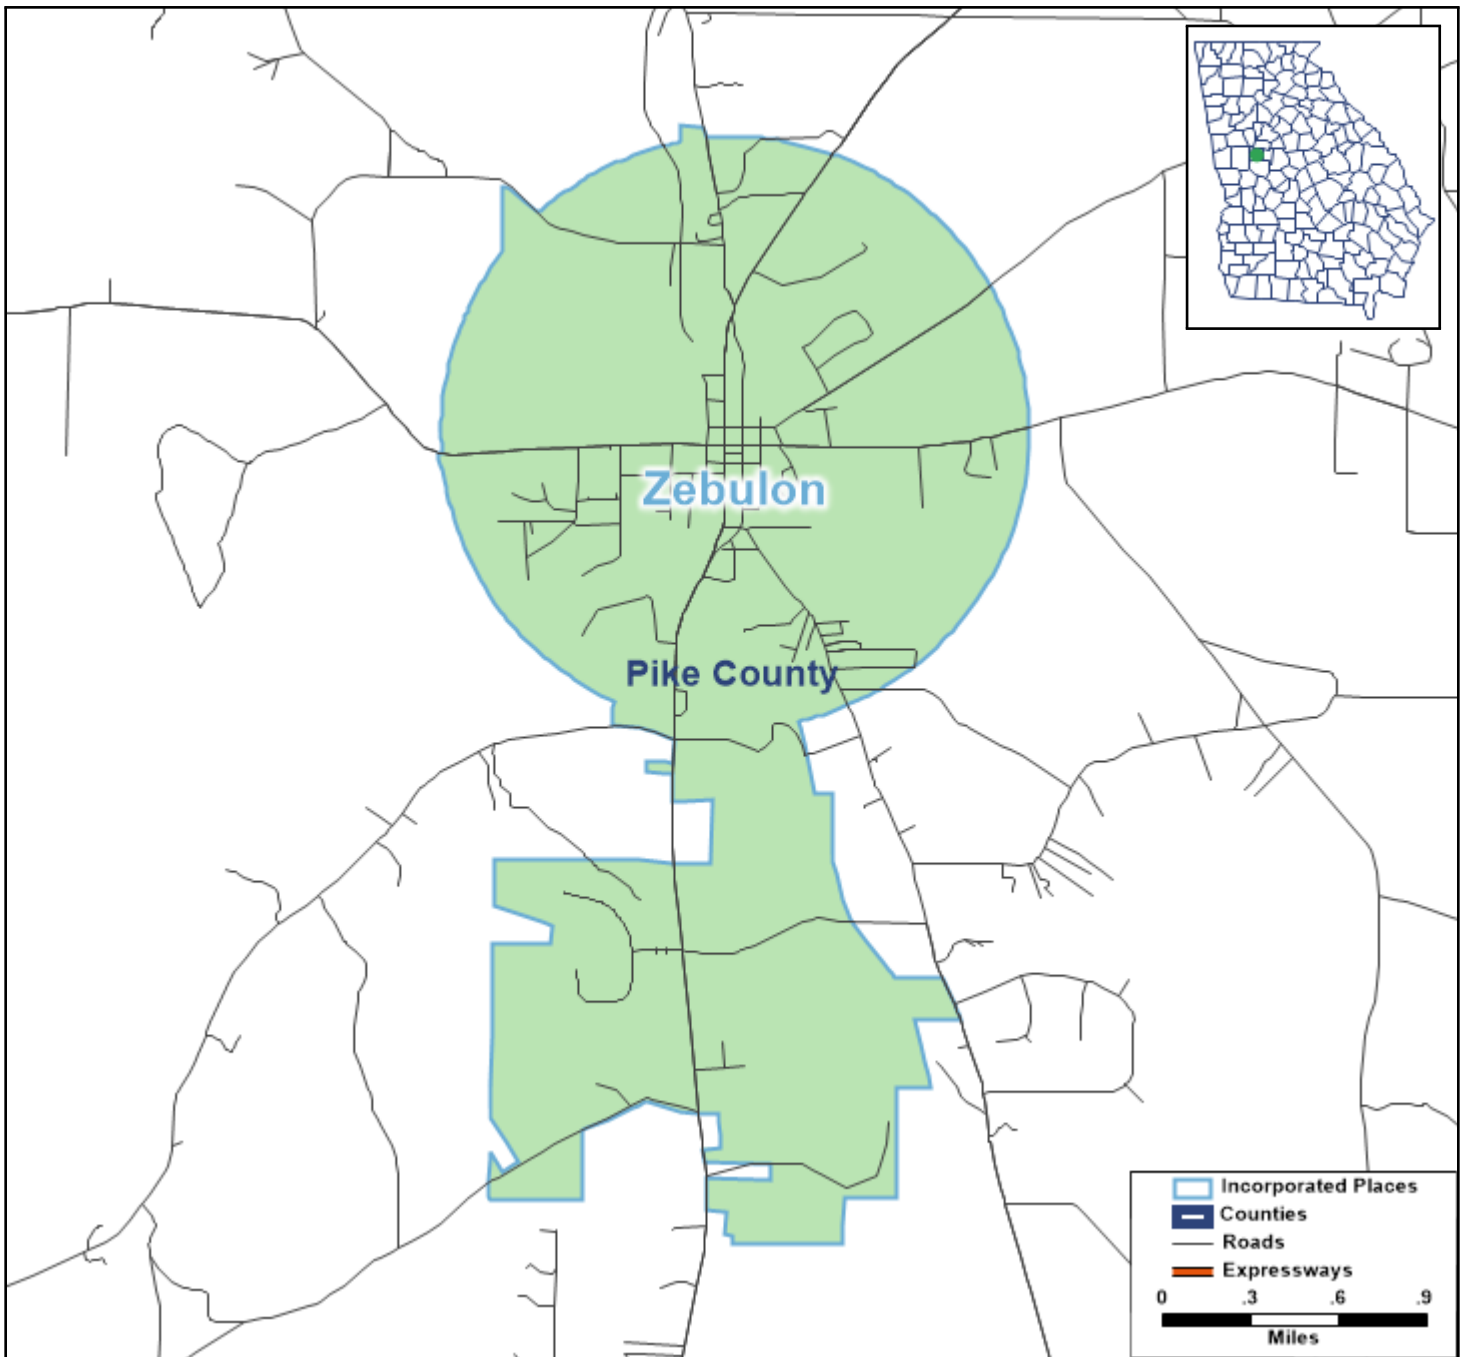 Zebulon
Pike County
Incorporated Places
Counties
Roads
Expressways
0 .3 .6 .9
Miles